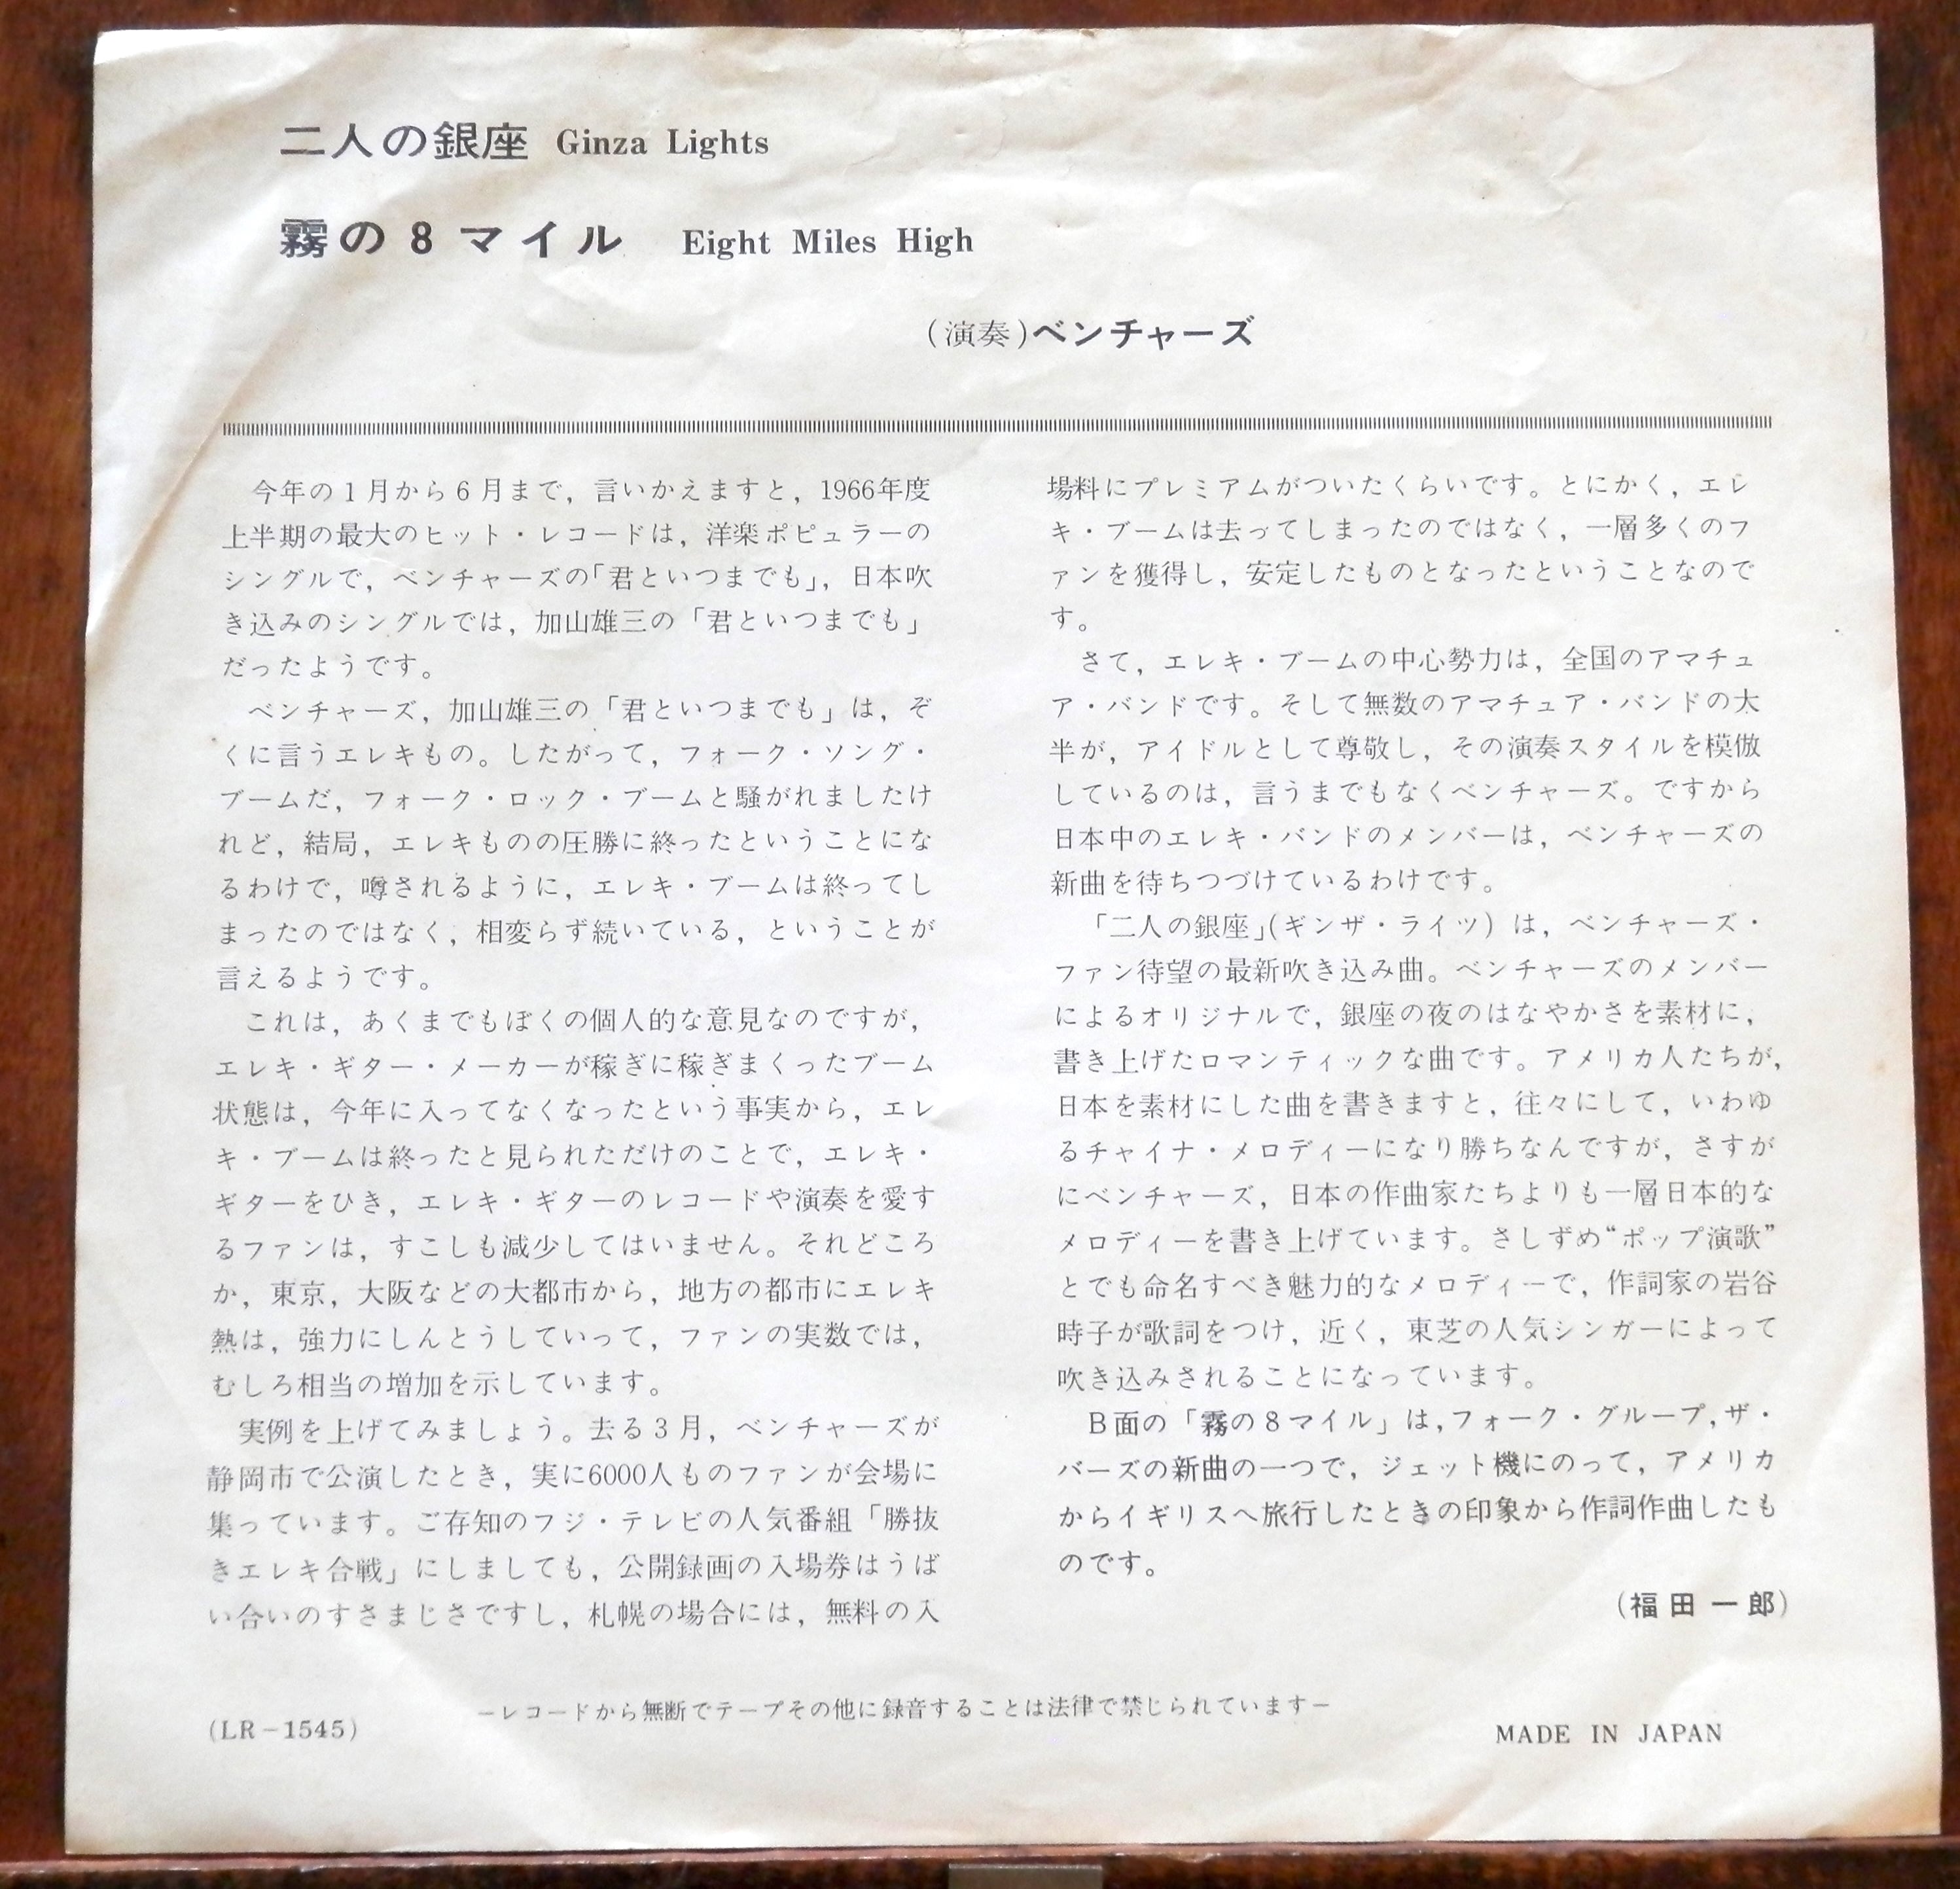 二人の銀座 Ginza Lights
霧の8マイル Eight Miles High
(演奏)ベンチャーズ
今年の1月から6月まで，言いかえますと，1966年度
上半期の最大のヒット・レコードは，洋楽ポピュラーの
シングルで，ベンチャーズの「君といつまでも」，日本吹
き込みのシングルでは，加山雄三の「君といつまでも」
だったようです。
ベンチャーズ，加山雄三の「君といつまでも」は，ぞ
くに言うエレキもの。したがって，フォーク・ソング・
ブームだ，フォーク・ロック・ブームと騒がれましたけ
れど，結局，エレキものの圧勝に終ったということにな
るわけで，噂されるように，エレキ・ブームは終ってし
まったのではなく，相変らず続いている，ということが
言えるようです。
これは，あくまでもぼくの個人的な意見なのですが，
エレキ・ギター・メーカーが稼ぎに稼ぎまくったブーム
状態は，今年に入ってなくなったという事実から，エレ
キ・ブームは終ったと見られただけのことで，エレキ・
ギターをひき，エレキ・ギターのレコードや演奏を愛す
るファンは，すこしも減少してはいません。それどころ
か，東京，大阪などの大都市から，地方の都市にエレキ
熱は，強力にしんとうしていって，ファンの実数では，
むしろ相当の増加を示しています。
実例を上げてみましょう。去る3月，ベンチャーズが
静岡市で公演したとき，実に6000人ものファンが会場に
集っています。ご存知のフジ・テレビの人気番組「勝抜
きエレキ合戦」にしましても，公開録画の入場券はうば
い合いのすさまじさですし，札幌の場合には，無料の入
場料にプレミアムがついたくらいです。とにかく，エレ
キ・ブームは去ってしまったのではなく，一層多くのフ
ァンを獲得し，安定したものとなったということなので
す。
さて，エレキ・ブームの中心勢力は，全国のアマチュ
ア・バンドです。そして無数のアマチュア・バンドの大
半が，アイドルとして尊敬し，その演奏スタイルを模倣
しているのは，言うまでもなくベンチャーズ。ですから
日本中のエレキ・バンドのメンバーは，ベンチャーズの
新曲を待ちつづけているわけです。
「二人の銀座」(ギンザ・ライツ) は，ベンチャーズ・
ファン待望の最新吹き込み曲。ベンチャーズのメンバー
によるオリジナルで，銀座の夜のはなやかさを素材に，
書き上げたロマンティックな曲です。アメリカ人たちが，
日本を素材にした曲を書きますと，往々にして，いわゆ
るチャイナ・メロディーになり勝ちなんですが，さすが
にベンチャーズ，日本の作曲家たちよりも一層日本的な
メロディーを書き上げています。さしずめ“ポップ演歌”
とでも命名すべき魅力的なメロディーで，作詞家の岩谷
時子が歌詞をつけ，近く，東芝の人気シンガーによって
吹き込みされることになっています。
B面の「霧の8マイル」は，フォーク・グループ，ザ・
バーズの新曲の一つで，ジェット機にのって，アメリカ
からイギリスへ旅行したときの印象から作詞作曲したも
のです。
(福田一郎)
－レコードから無断でテープその他に録音することは法律で禁じられています－
(LR－1545)
MADE IN JAPAN